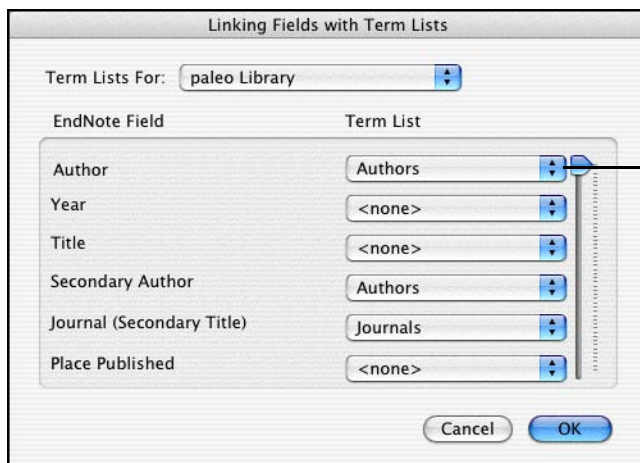 Linking Fields with Term Lists
Term Lists For: paleo Library
EndNote Field Term List
Author Authors
Year <none>
Title <none>
Secondary Author Authors
Journal (Secondary Title) Journals
Place Published <none>
Cancel OK